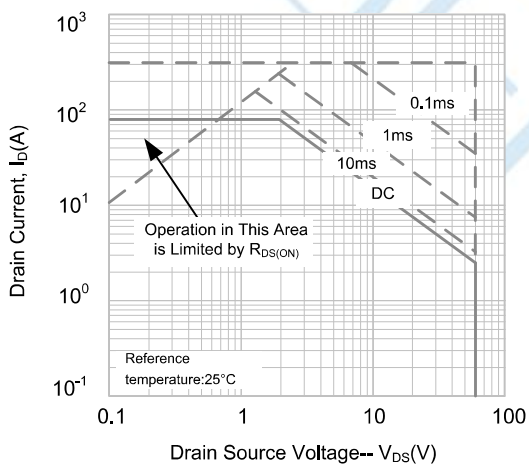 10³
10²
10¹
10⁰
10⁻¹
Drain Current, I_D(A)
0.1ms
1ms
10ms
DC
Operation in This Area
is Limited by R_DS(ON)
Reference
temperature:25°C
0.1
1
10
100
Drain Source Voltage-- V_DS(V)